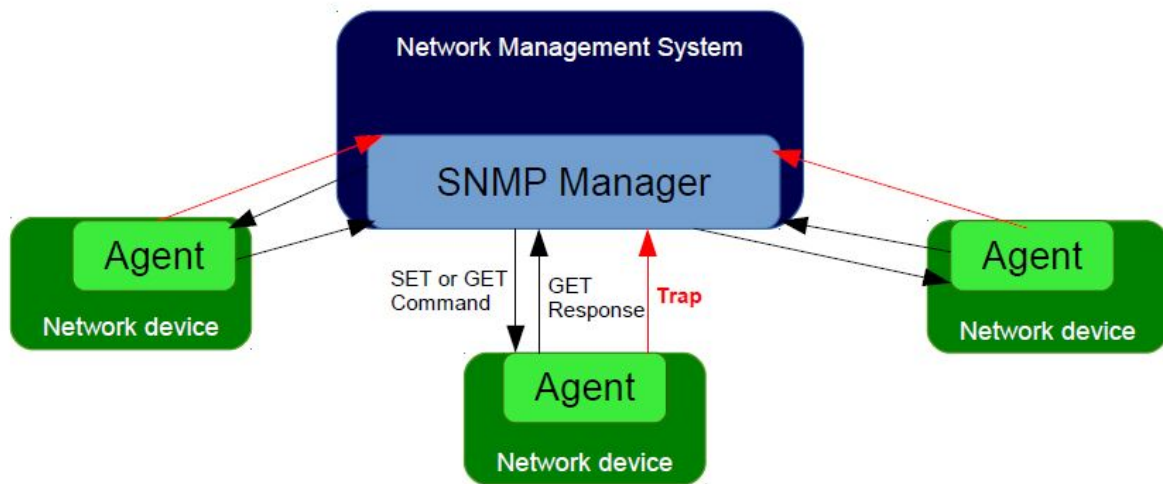 Network Management System
SNMP Manager
Agent
Network device
SET or GET
Command
GET
Response
Trap
Agent
Network device
Agent
Network device